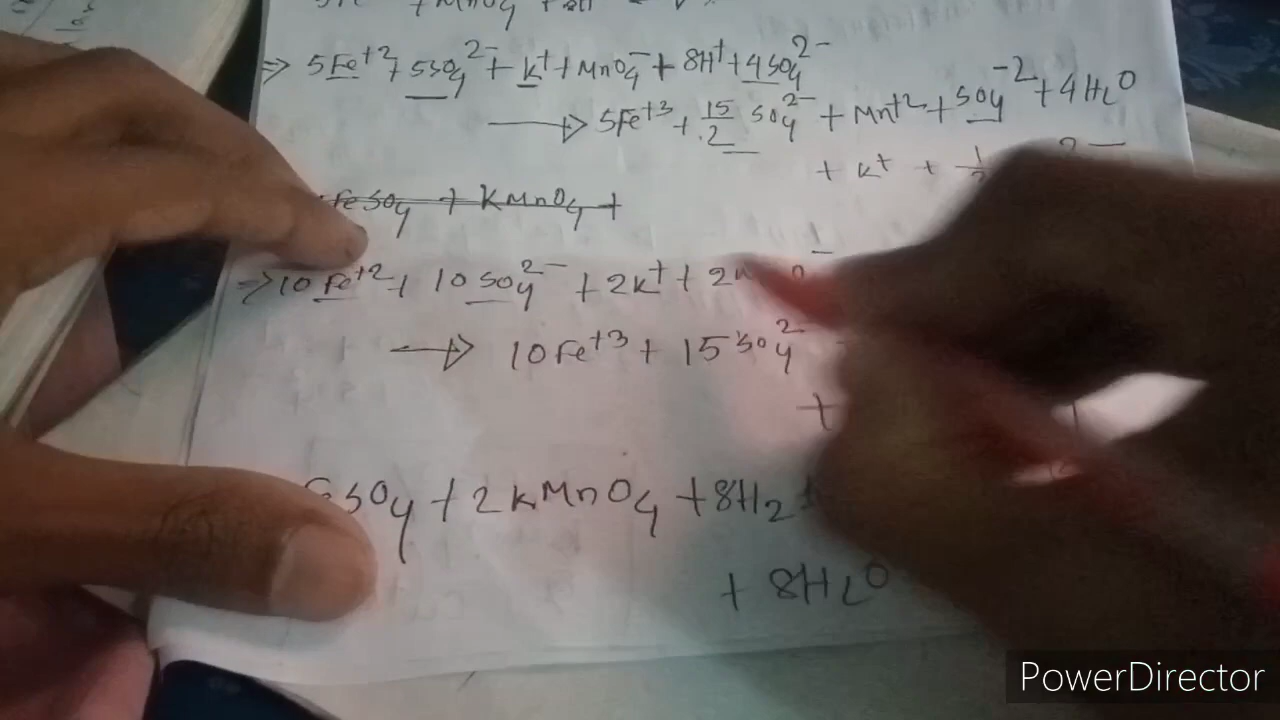 + MnO4
⇒ 5Fe+2 + 5SO4 2- + K+ + MnO4- + 8H+ + 4SO4 2-
→ 5Fe+3 + 15/2 SO4 2- + Mn+2 + SO4 -2 + 4H2O
+ K+ +
FeSO4 + KMnO4 +
⇒ 10Fe+2 + 10SO4 2- + 2K+ + 2
→ 10Fe+3 + 15SO4 2-
+
SO4 + 2KMnO4 + 8H2
+ 8H2O
PowerDirector